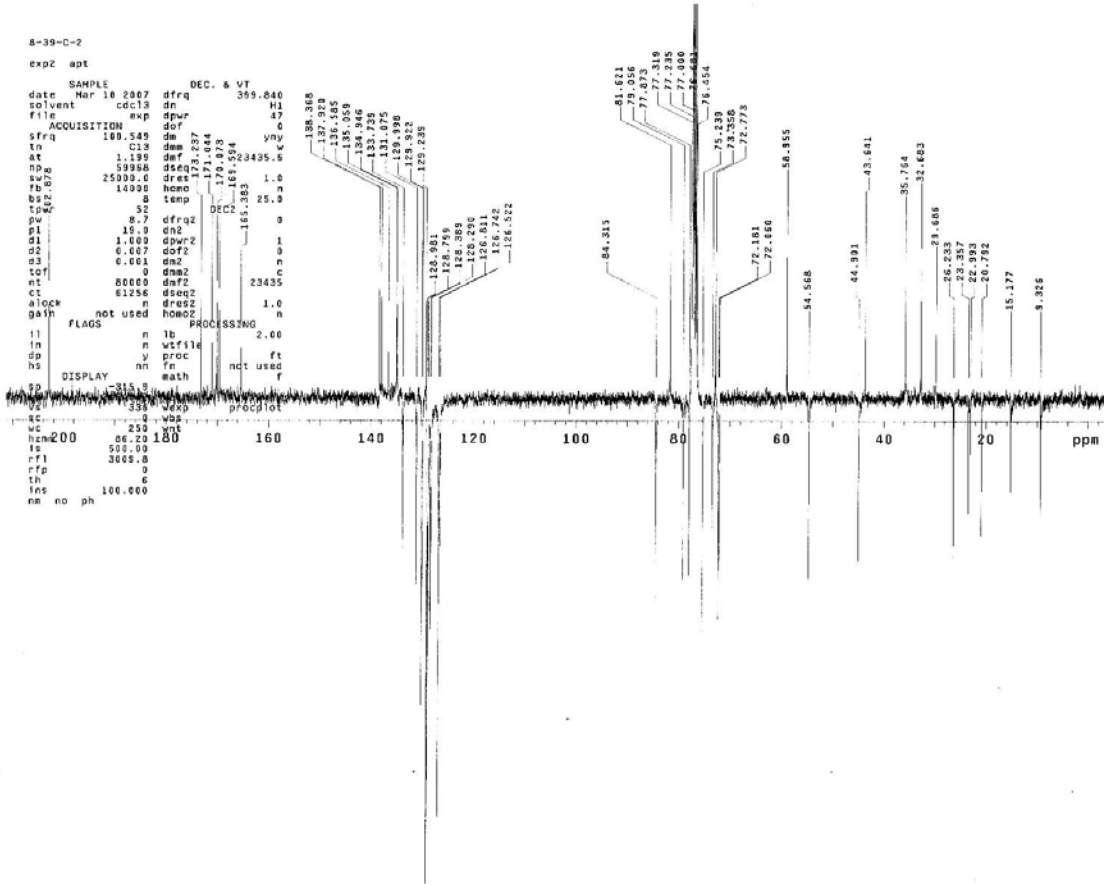 8-39-C-2
exp2 apt
SAMPLE DEC. & VT
date Mar 10 2007 dfrq 399.840
solvent cdcl3 dn H1
file exp dpwr 47
ACQUISITION dof 0
sfrq 100.549 dm yny
tn C13 dmm w
at 1.199 dmf 23435.6
np 59968 dseq
sw 25000.0 dres 1.0
fb 14000 homo n
bs 8 temp 25.0
tpwr 52 DEC2
pw 8.7 dfrq2 0
p1 19.0 dn2
d1 1.000 dpwr2 1
d2 0.007 dof2 0
d3 0.001 dm2 n
tof 0 dmm2 c
nt 80000 dmf2 23435
ct 61256 dseq2
alock n dres2 1.0
gain not used homo2 n
FLAGS PROCESSING
il n lb 2.00
in n wtfile
dp y proc ft
hs nn fn not used
DISPLAY math f
sp -315.9
vs 338 wexp procplot
sc 0 wbs
wc 250 wnt
hzmm 86.20
is 500.00
rfl 3009.8
rfp 0
th 6
ins 100.000
nm no ph
173.237
171.044
170.073
169.594
165.383
138.368
137.920
136.585
135.059
134.946
133.739
131.075
129.998
129.922
129.239
128.981
128.799
128.389
128.290
126.811
126.742
126.522
84.315
81.621
79.056
77.873
77.319
77.235
77.000
76.681
76.454
75.239
73.358
72.773
72.181
72.060
58.955
54.568
44.901
43.641
35.764
32.683
29.686
26.233
23.357
22.993
20.792
15.177
9.326
200 180 160 140 120 100 80 60 40 20 ppm